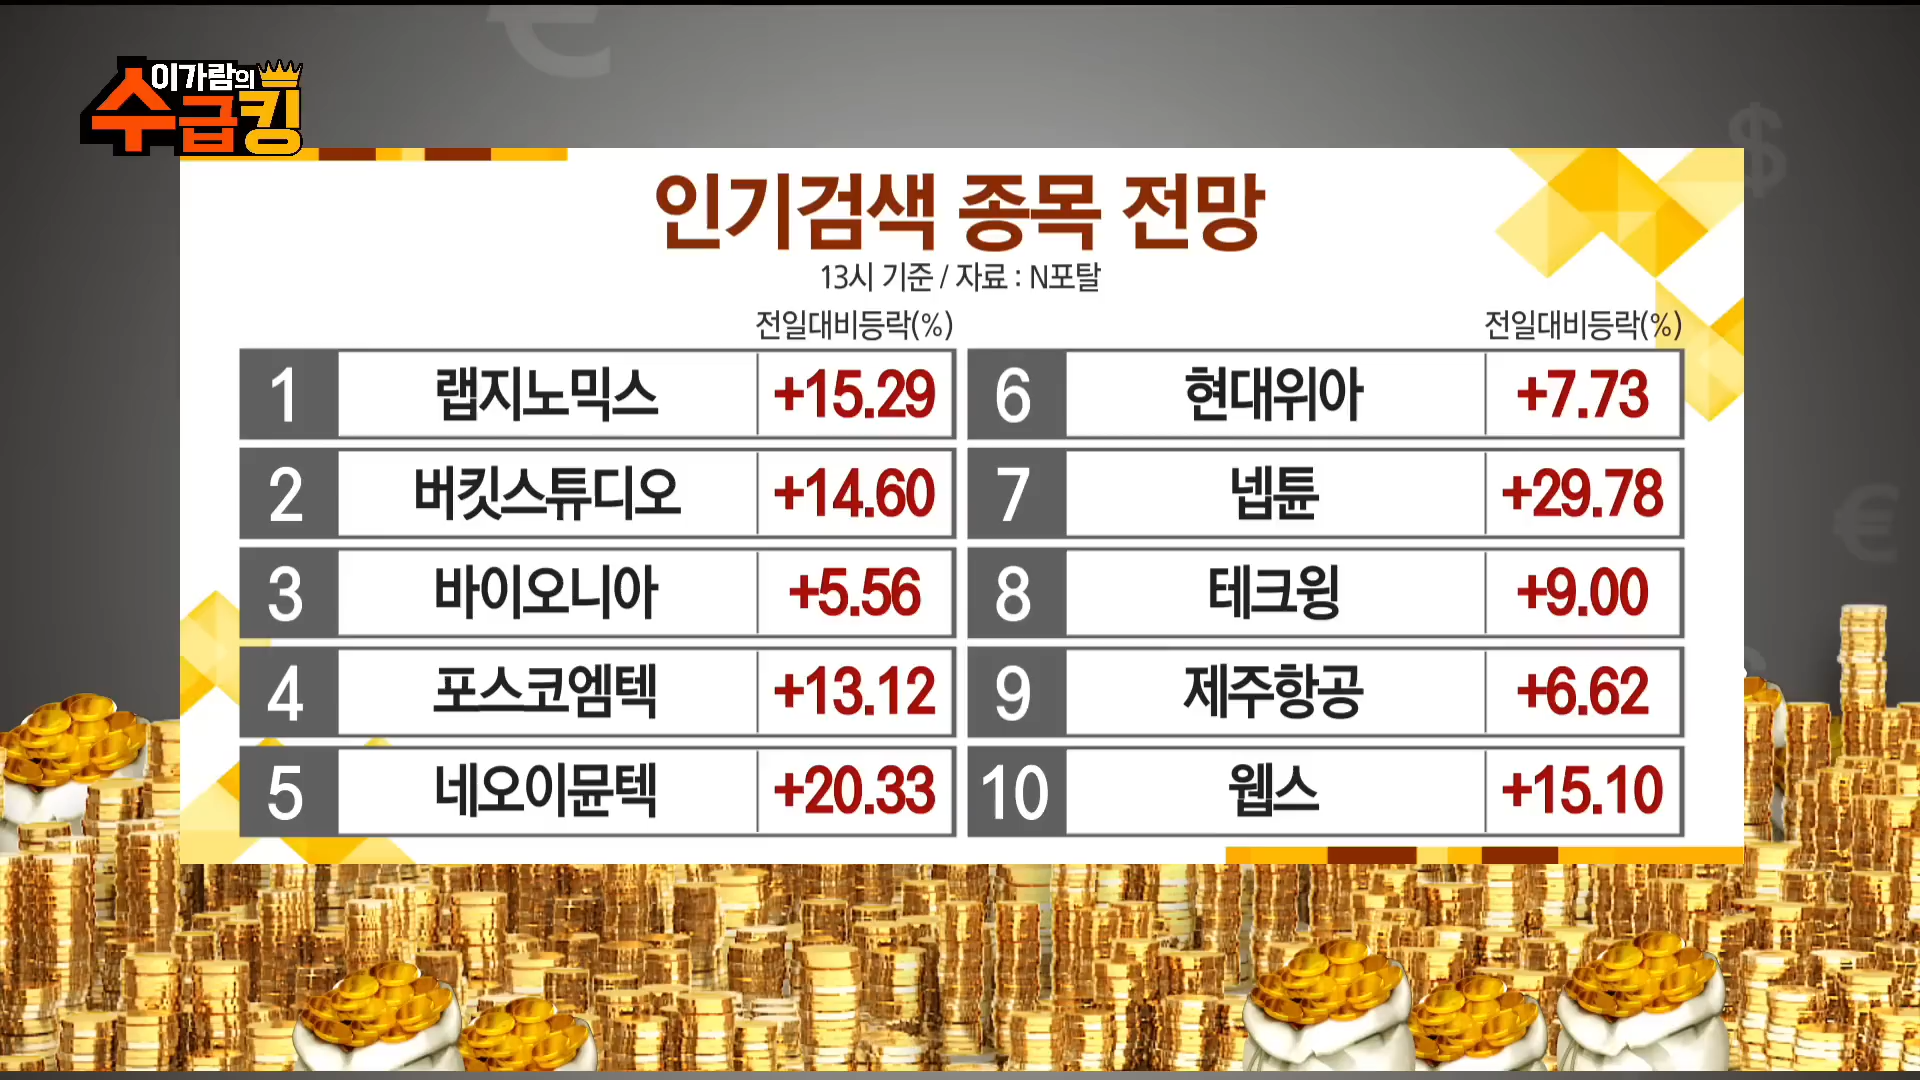 이가람의
수급킹
인기검색 종목 전망
13시 기준 / 자료 : N포탈
전일대비등락(%)
1 랩지노믹스 +15.29
2 버킷스튜디오 +14.60
3 바이오니아 +5.56
4 포스코엠텍 +13.12
5 네오이뮨텍 +20.33
전일대비등락(%)
6 현대위아 +7.73
7 넵튠 +29.78
8 테크윙 +9.00
9 제주항공 +6.62
10 웹스 +15.10